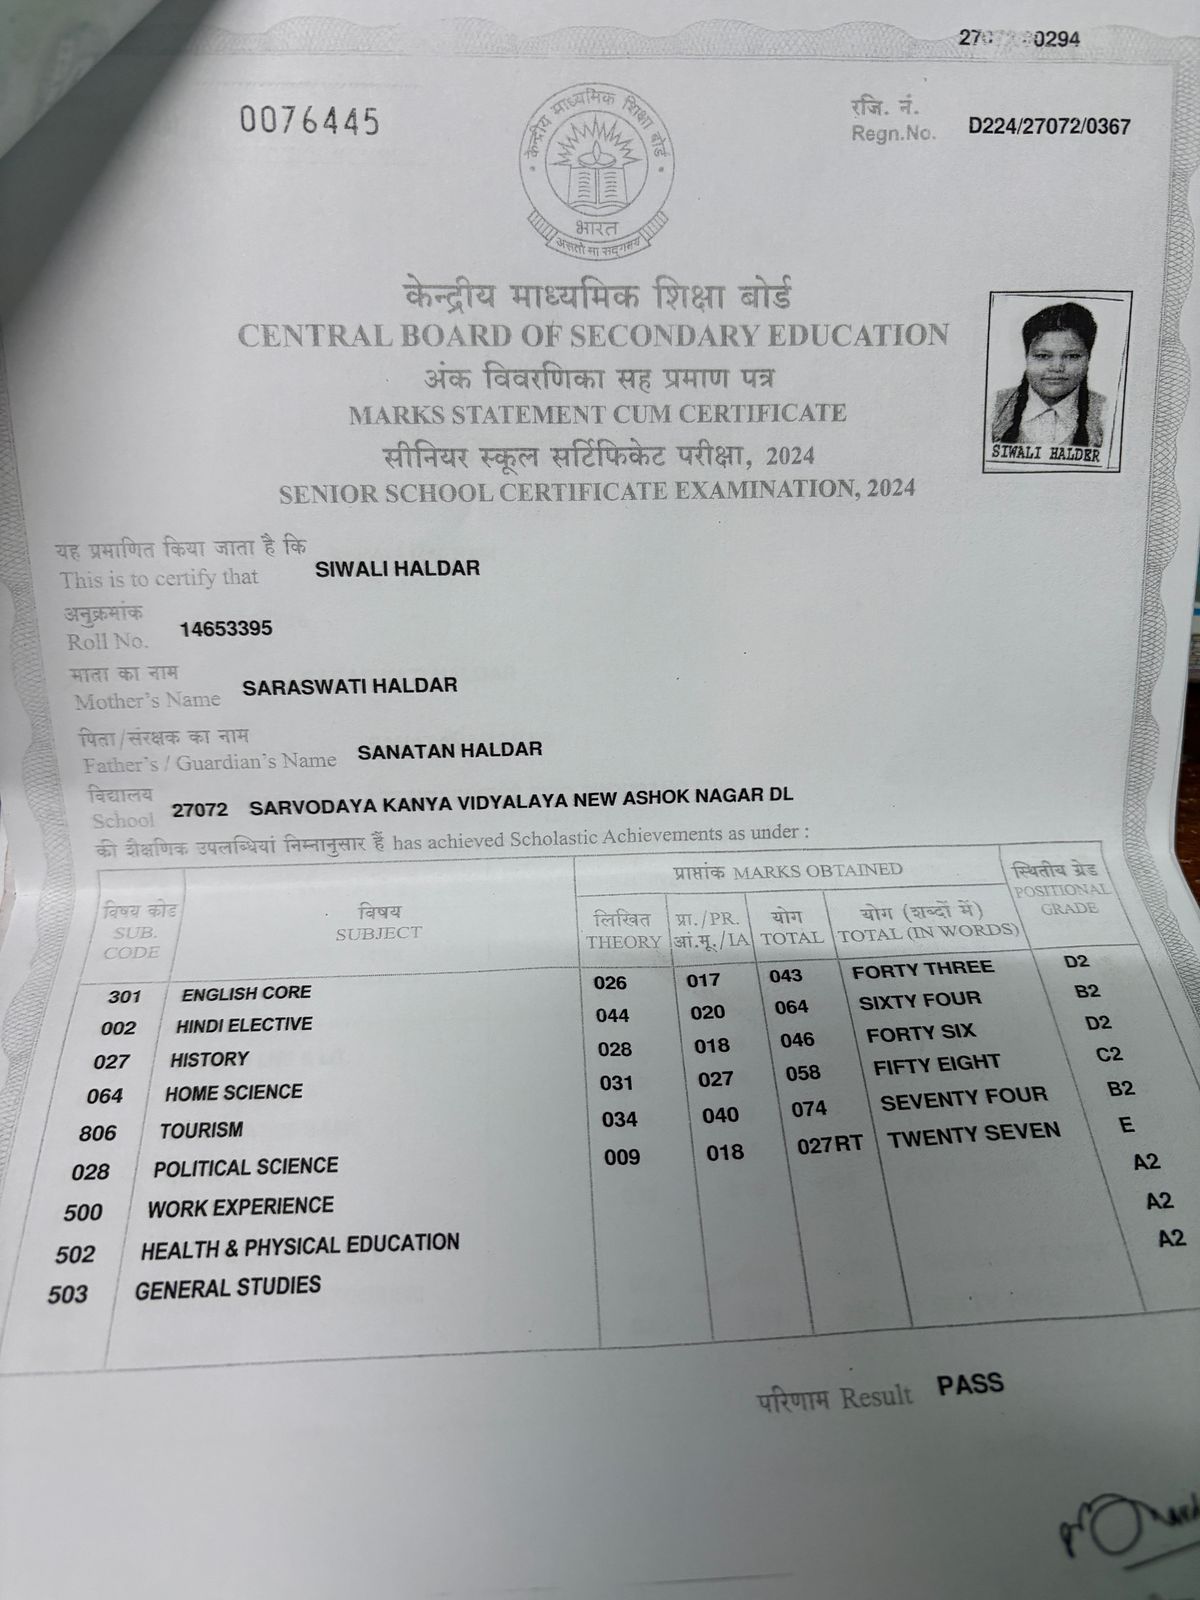 0294
0076445
रजि. नं.
Regn.No. D224/27072/0367
केन्द्रीय माध्यमिक शिक्षा बोर्ड
भारत
असतो मा सद्गमय
केन्द्रीय माध्यमिक शिक्षा बोर्ड
CENTRAL BOARD OF SECONDARY EDUCATION
अंक विवरणिका सह प्रमाण पत्र
MARKS STATEMENT CUM CERTIFICATE
सीनियर स्कूल सर्टिफिकेट परीक्षा, 2024
SENIOR SCHOOL CERTIFICATE EXAMINATION, 2024
SIWALI HALDER
यह प्रमाणित किया जाता है कि
This is to certify that SIWALI HALDAR
अनुक्रमांक
Roll No. 14653395
माता का नाम
Mother's Name SARASWATI HALDAR
पिता/संरक्षक का नाम
Father's / Guardian's Name SANATAN HALDAR
विद्यालय
School 27072 SARVODAYA KANYA VIDYALAYA NEW ASHOK NAGAR DL
की शैक्षणिक उपलब्धियां निम्नानुसार हैं has achieved Scholastic Achievements as under :
प्राप्तांक MARKS OBTAINED
विषय कोड
SUB.
CODE
विषय
SUBJECT
लिखित
THEORY
प्रा./PR.
आं.मू./IA
योग
TOTAL
योग (शब्दों में)
TOTAL (IN WORDS)
स्थितीय ग्रेड
POSITIONAL
GRADE
301 ENGLISH CORE 026 017 043 FORTY THREE D2
002 HINDI ELECTIVE 044 020 064 SIXTY FOUR B2
027 HISTORY 028 018 046 FORTY SIX D2
064 HOME SCIENCE 031 027 058 FIFTY EIGHT C2
806 TOURISM 034 040 074 SEVENTY FOUR B2
028 POLITICAL SCIENCE 009 018 027RT TWENTY SEVEN E
500 WORK EXPERIENCE A2
502 HEALTH & PHYSICAL EDUCATION A2
503 GENERAL STUDIES A2
परिणाम Result PASS